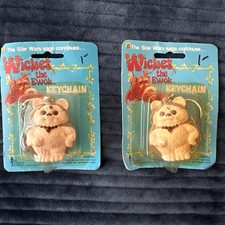 The Star Wars saga continues...
Wicket
the
Ewok
KEYCHAIN
The Star Wars saga continues...
Wicket
the
Ewok
KEYCHAIN